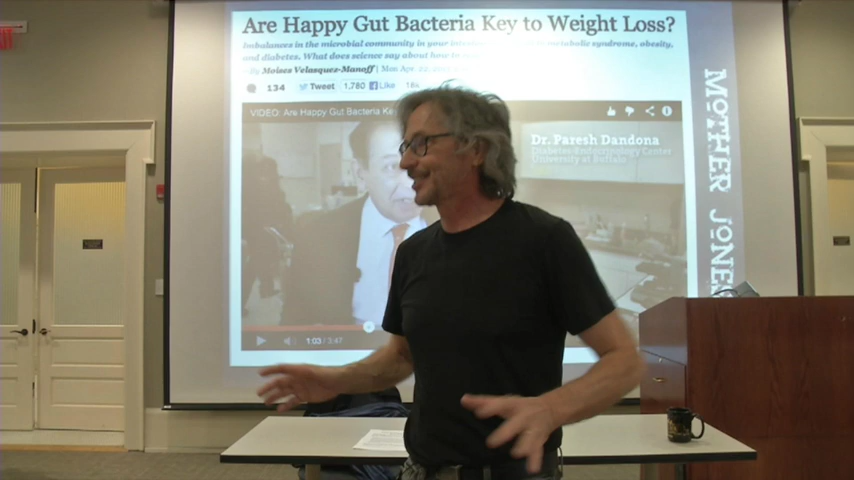 Are Happy Gut Bacteria Key to Weight Loss?
Imbalances in the microbial community in your metabolic syndrome, obesity,
and diabetes. What does science say about how to
By Moises Velasquez-Manoff | Mon Apr. 22,
134 Tweet 1,780 Like 16k
VIDEO: Are Happy Gut Bacteria Ke
Dr. Paresh Dandona
Diabetes-Endocrinology Center
University at Buffalo
1:03 / 3:47
MOTHER JONES